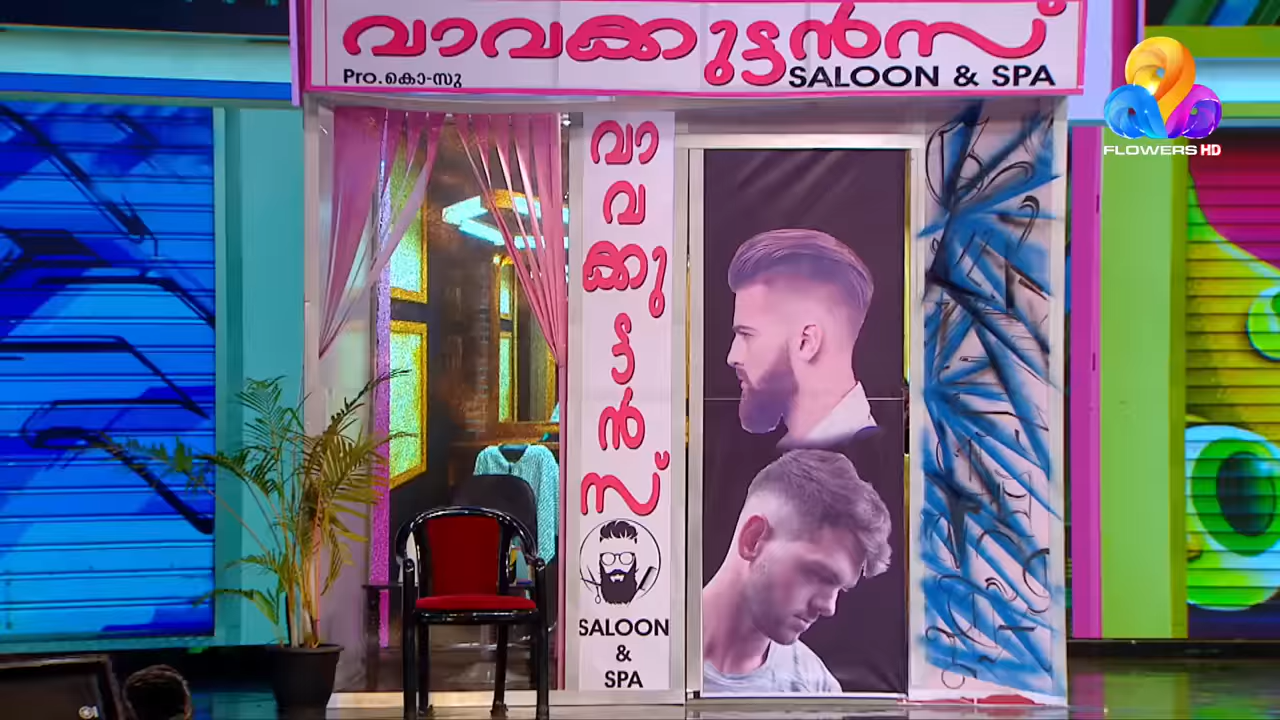 വാവക്കുട്ടൻസ്
Pro.കൊ-സു
SALOON & SPA
FLOWERS HD
വാ
വ
ക്കു
ട്ട
ൻ
സ്
SALOON
&
SPA